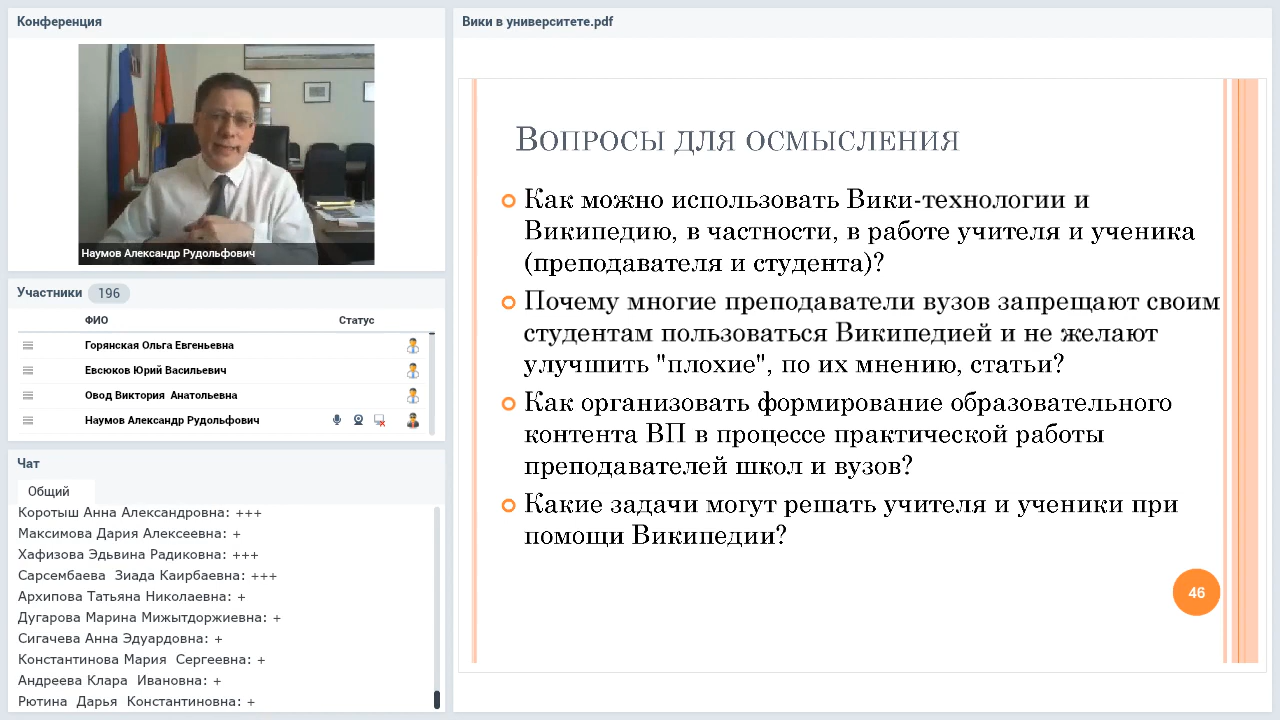 Конференция
Наумов Александр Рудольфович
Участники 196
ФИО Статус
Горянская Ольга Евгеньевна
Евсюков Юрий Васильевич
Овод Виктория Анатольевна
Наумов Александр Рудольфович
Чат
Общий
Коротыш Анна Александровна: +++
Максимова Дария Алексеевна: +
Хафизова Эдьвина Радиковна: +++
Сарсембаева Зиада Каирбаевна: +++
Архипова Татьяна Николаевна: +
Дугарова Марина Мижытдоржиевна: +
Сигачева Анна Эдуардовна: +
Константинова Мария Сергеевна: +
Андреева Клара Ивановна: +
Рютина Дарья Константиновна: +
Вики в университете.pdf
Вопросы для осмысления
Как можно использовать Вики-технологии и
Википедию, в частности, в работе учителя и ученика
(преподавателя и студента)?
Почему многие преподаватели вузов запрещают своим
студентам пользоваться Википедией и не желают
улучшить "плохие", по их мнению, статьи?
Как организовать формирование образовательного
контента ВП в процессе практической работы
преподавателей школ и вузов?
Какие задачи могут решать учителя и ученики при
помощи Википедии?
46